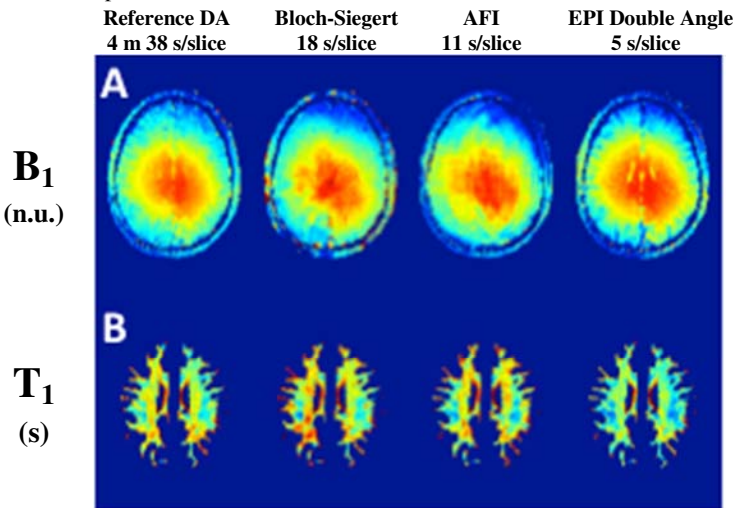 Reference DA Bloch-Siegert AFI EPI Double Angle
4 m 38 s/slice 18 s/slice 11 s/slice 5 s/slice
A
B₁
(n.u.)
B
T₁
(s)